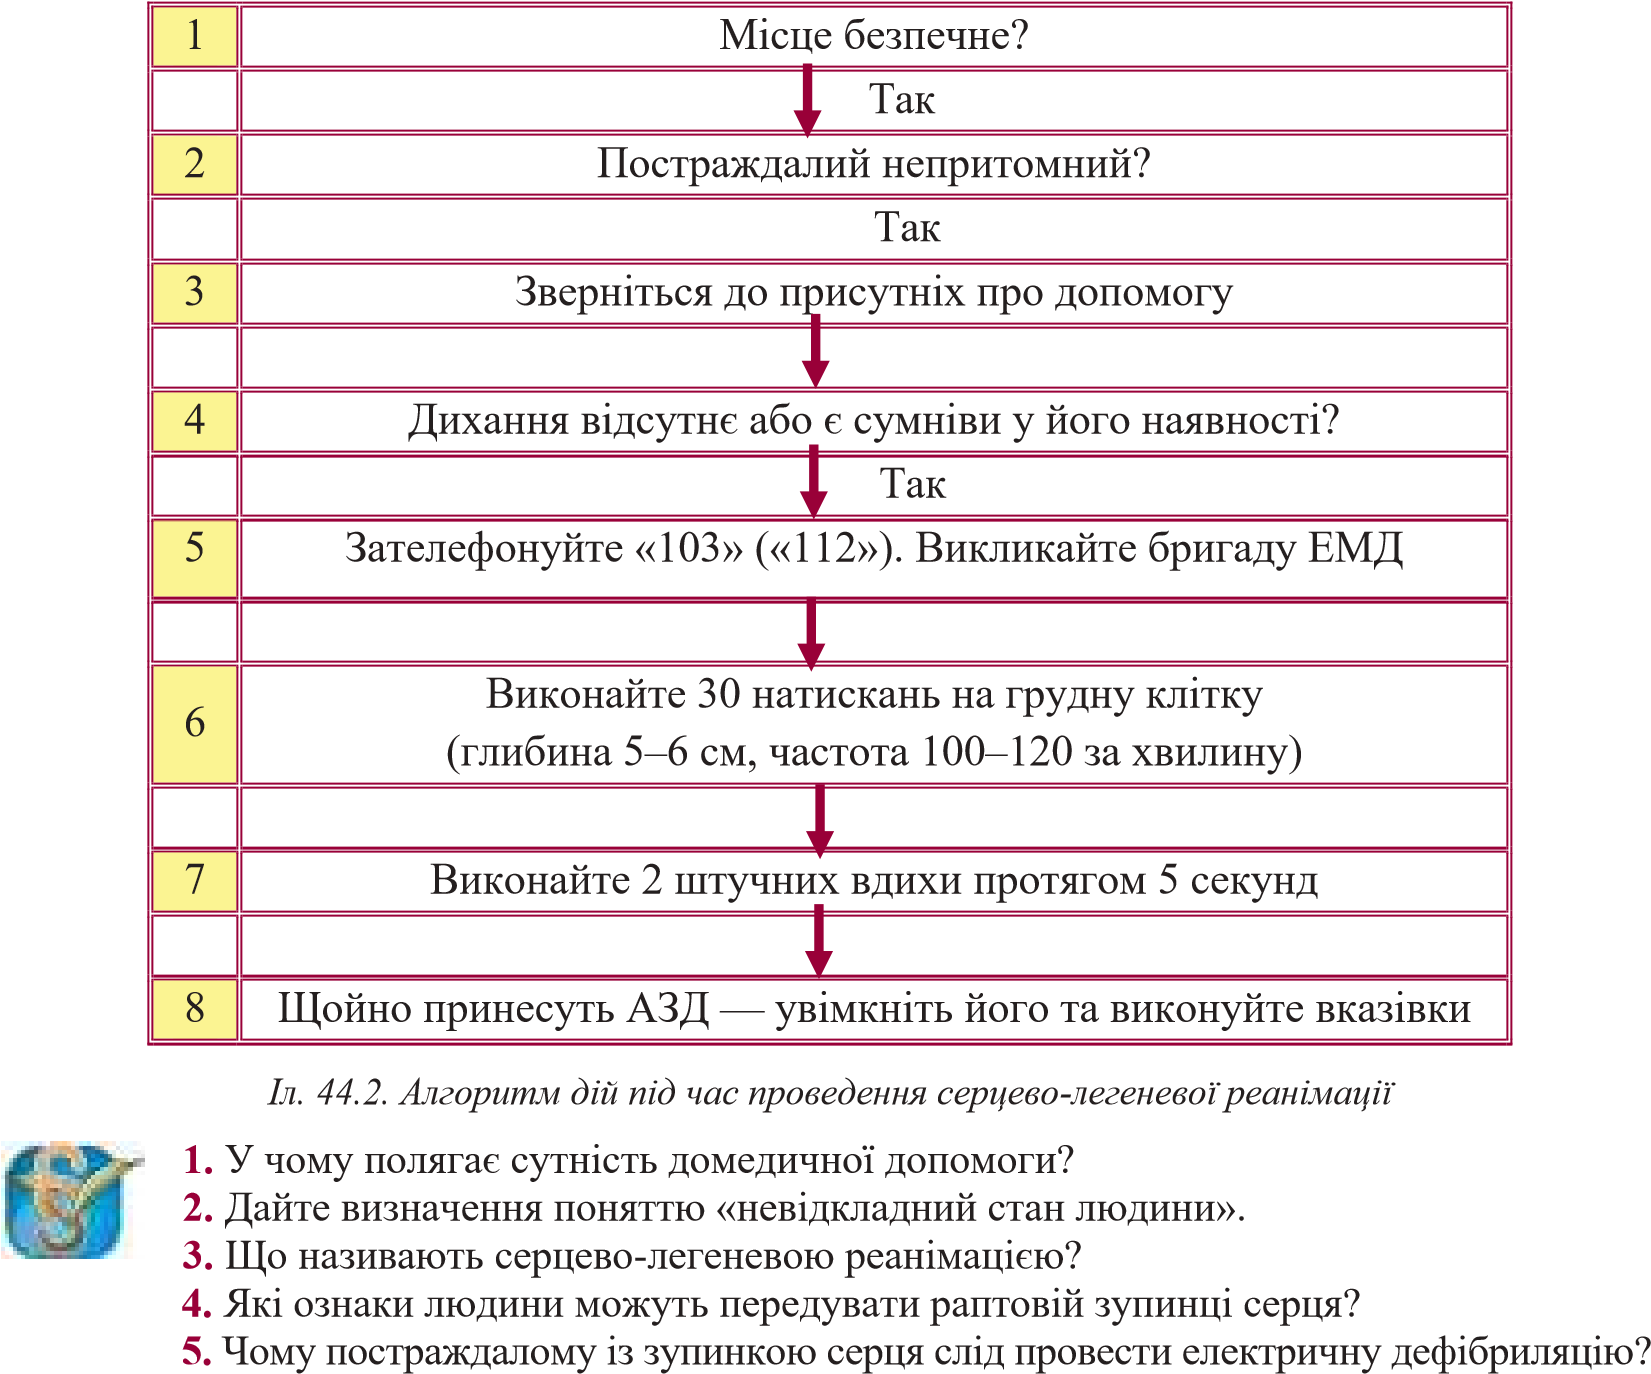 1 Місце безпечне?
Так
2 Постраждалий непритомний?
Так
3 Зверніться до присутніх про допомогу
4 Дихання відсутнє або є сумніви у його наявності?
Так
5 Зателефонуйте «103» («112»). Викликайте бригаду ЕМД
6 Виконайте 30 натискань на грудну клітку
(глибина 5–6 см, частота 100–120 за хвилину)
7 Виконайте 2 штучних вдихи протягом 5 секунд
8 Щойно принесуть АЗД — увімкніть його та виконуйте вказівки
Іл. 44.2. Алгоритм дій під час проведення серцево-легеневої реанімації
1. У чому полягає сутність домедичної допомоги?
2. Дайте визначення поняттю «невідкладний стан людини».
3. Що називають серцево-легеневою реанімацією?
4. Які ознаки людини можуть передувати раптовій зупинці серця?
5. Чому постраждалому із зупинкою серця слід провести електричну дефібриляцію?